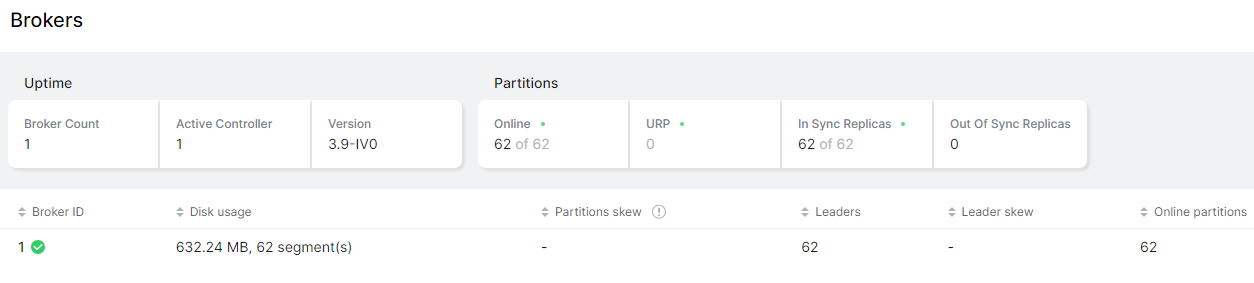 Brokers
Uptime
Partitions
Broker Count
Active Controller
Version
Online
URP
In Sync Replicas
Out Of Sync Replicas
1
1
3.9-IV0
62 of 62
0
62 of 62
0
Broker ID
Disk usage
Partitions skew
Leaders
Leader skew
Online partitions
1
632.24 MB, 62 segment(s)
-
62
-
62